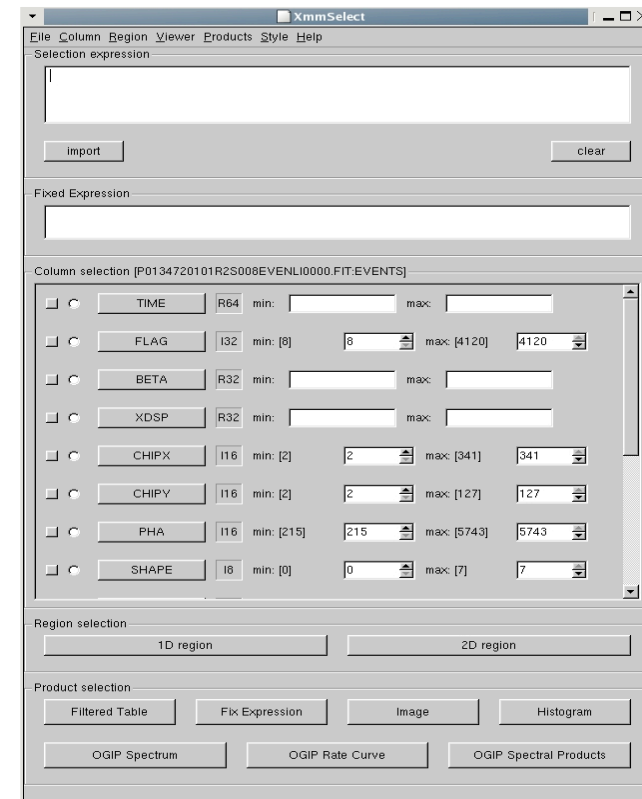 XmmSelect
File Column Region Viewer Products Style Help
Selection expression
import clear
Fixed Expression
Column selection [P0134720101R2S008EVENLI0000.FIT:EVENTS]
TIME R64 min: max:
FLAG I32 min: [8] 8 max: [4120] 4120
BETA R32 min: max:
XDSP R32 min: max:
CHIPX I16 min: [2] 2 max: [341] 341
CHIPY I16 min: [2] 2 max: [127] 127
PHA I16 min: [215] 215 max: [5743] 5743
SHAPE I8 min: [0] 0 max: [7] 7
Region selection
1D region 2D region
Product selection
Filtered Table Fix Expression Image Histogram
OGIP Spectrum OGIP Rate Curve OGIP Spectral Products